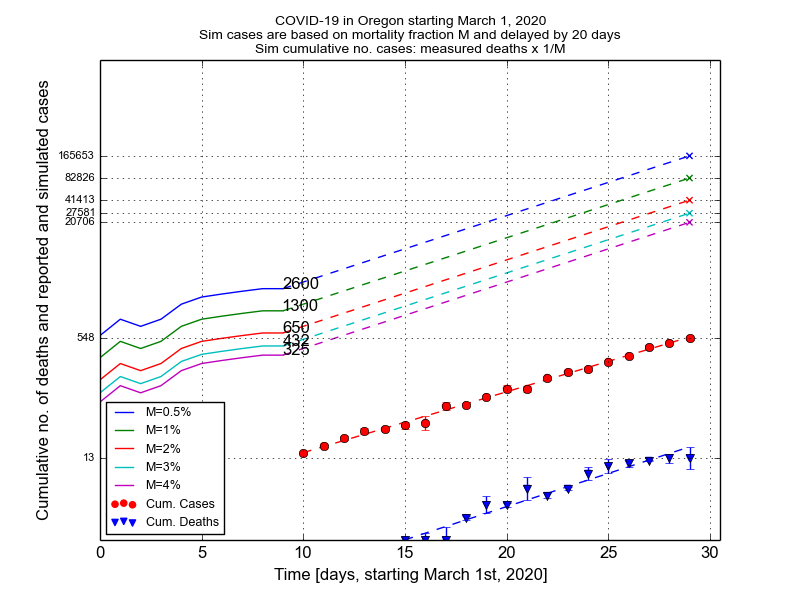 COVID-19 in Oregon starting March 1, 2020
Sim cases are based on mortality fraction M and delayed by 20 days
Sim cumulative no. cases: measured deaths x 1/M
Cumulative no. of deaths and reported and simulated cases
165653
82826
41413
27581
20706
548
13
2600
1300
650
432
325
M=0.5%
M=1%
M=2%
M=3%
M=4%
Cum. Cases
Cum. Deaths
0 5 10 15 20 25 30
Time [days, starting March 1st, 2020]